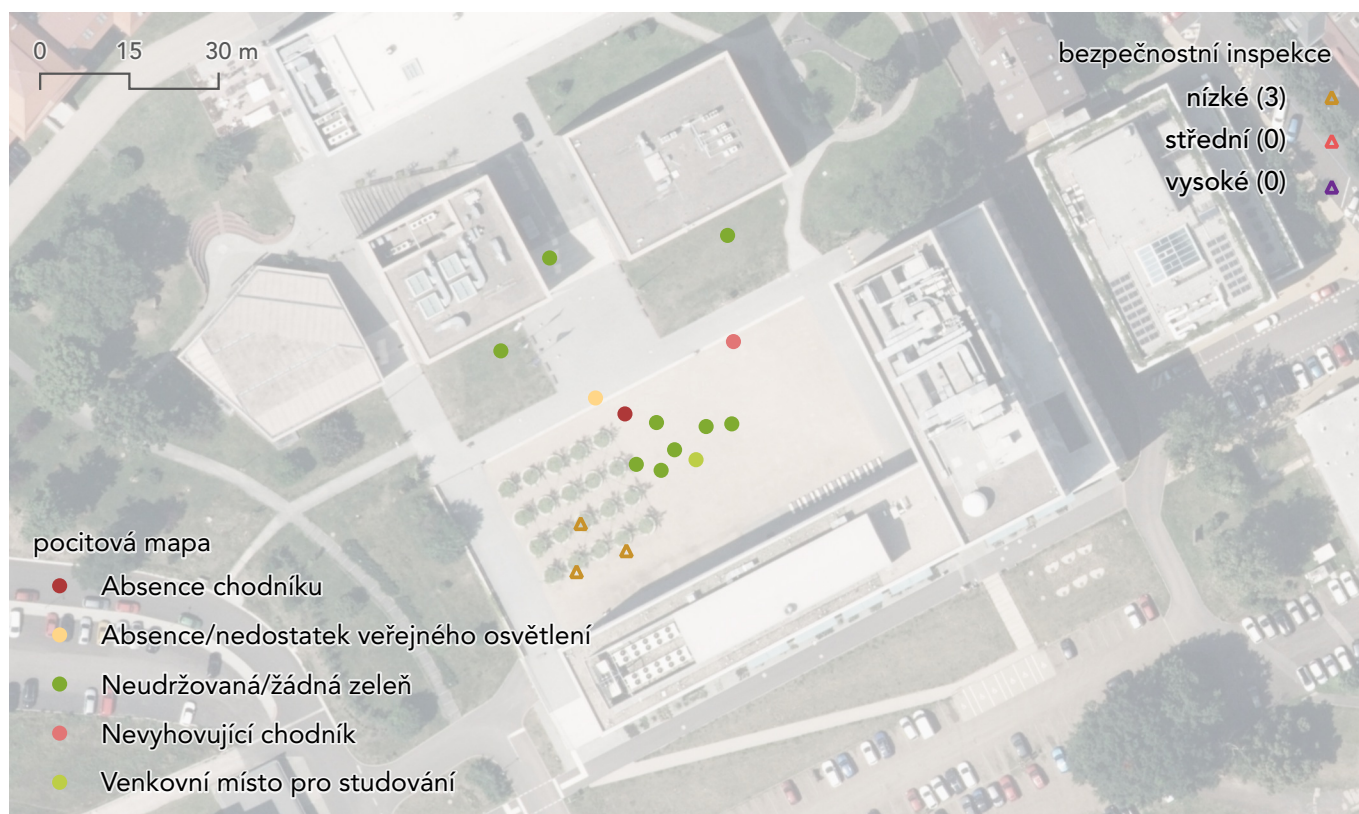 0 15 30 m
bezpečnostní inspekce
nízké (3)
střední (0)
vysoké (0)
pocitová mapa
Absence chodníku
Absence/nedostatek veřejného osvětlení
Neudržovaná/žádná zeleň
Nevyhovující chodník
Venkovní místo pro studování